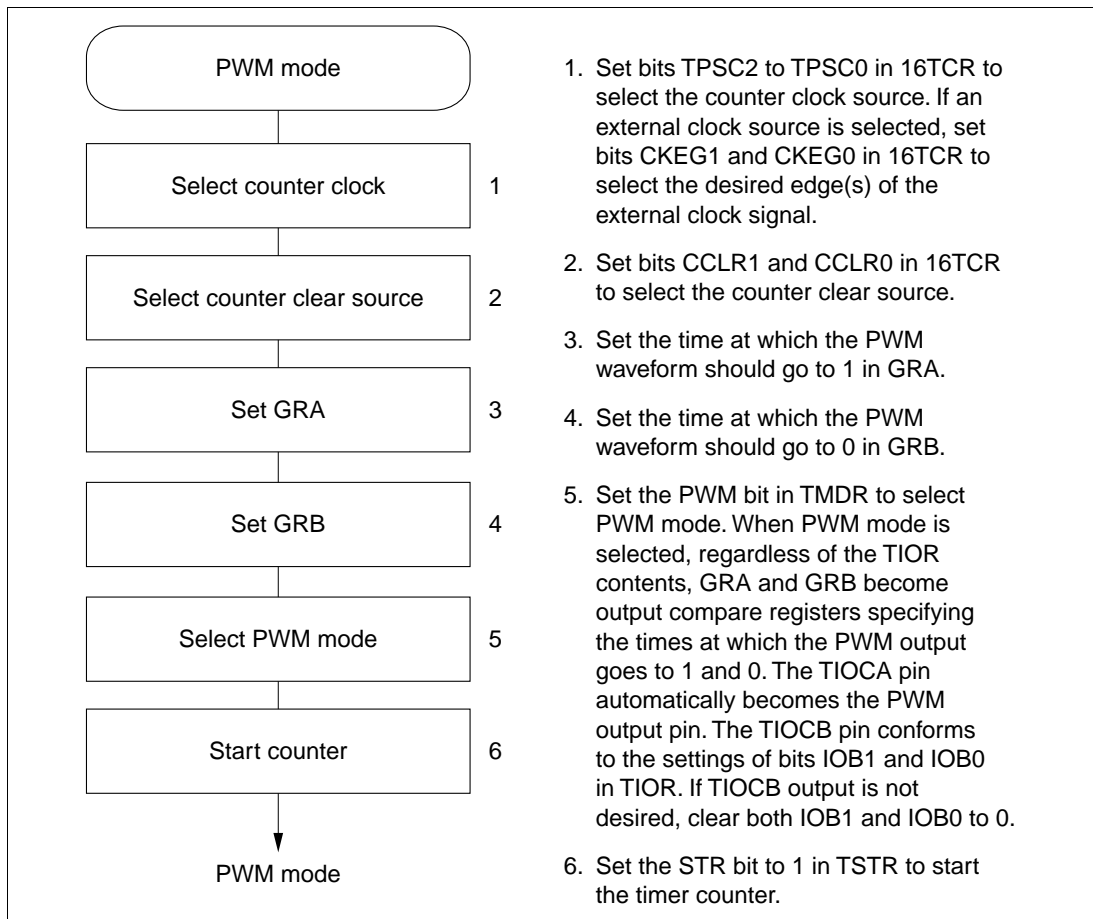 PWM mode
Select counter clock 1
Select counter clear source 2
Set GRA 3
Set GRB 4
Select PWM mode 5
Start counter 6
PWM mode
1. Set bits TPSC2 to TPSC0 in 16TCR to
select the counter clock source. If an
external clock source is selected, set
bits CKEG1 and CKEG0 in 16TCR to
select the desired edge(s) of the
external clock signal.
2. Set bits CCLR1 and CCLR0 in 16TCR
to select the counter clear source.
3. Set the time at which the PWM
waveform should go to 1 in GRA.
4. Set the time at which the PWM
waveform should go to 0 in GRB.
5. Set the PWM bit in TMDR to select
PWM mode. When PWM mode is
selected, regardless of the TIOR
contents, GRA and GRB become
output compare registers specifying
the times at which the PWM output
goes to 1 and 0. The TIOCA pin
automatically becomes the PWM
output pin. The TIOCB pin conforms
to the settings of bits IOB1 and IOB0
in TIOR. If TIOCB output is not
desired, clear both IOB1 and IOB0 to 0.
6. Set the STR bit to 1 in TSTR to start
the timer counter.